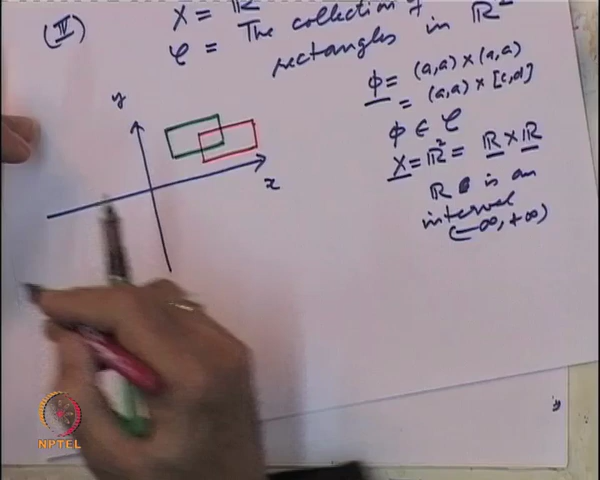 (II)
X = ℝ²
𝒞 = The collection of
rectangles in ℝ²
ϕ = (a,a) × (a,a)
= (a,a) × [c,d]
ϕ ∈ 𝒞
X = ℝ² = ℝ × ℝ
ℝ is an
interval
(-∞, +∞)
y
x
NPTEL